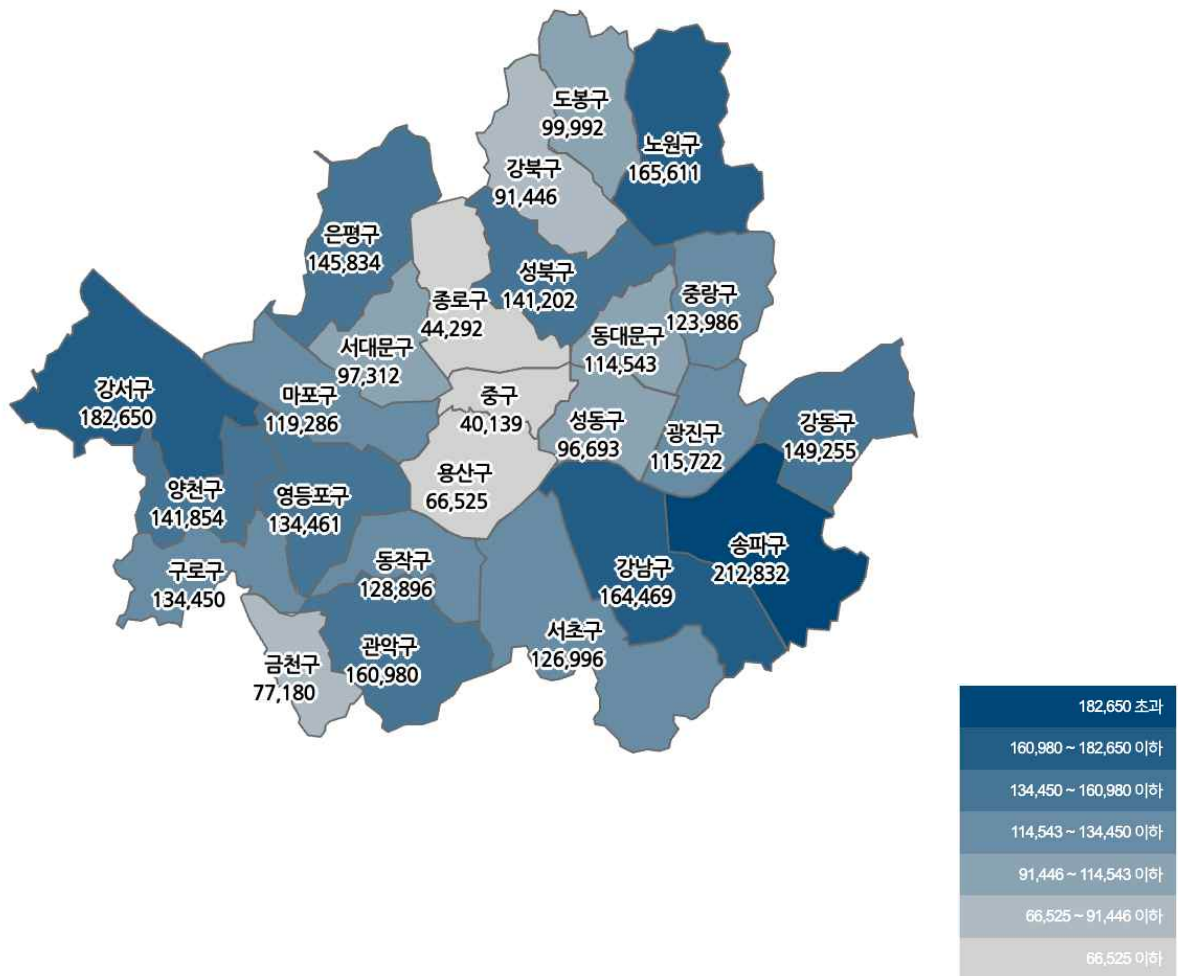 도봉구
99,992
노원구
165,611
강북구
91,446
은평구
145,834
성북구
141,202
중랑구
123,986
종로구
44,292
동대문구
114,543
서대문구
97,312
강서구
182,650
마포구
119,286
중구
40,139
성동구
96,693
광진구
115,722
강동구
149,255
용산구
66,525
양천구
141,854
영등포구
134,461
송파구
212,832
동작구
128,896
강남구
164,469
구로구
134,450
서초구
126,996
관악구
160,980
금천구
77,180
182,650 초과
160,980 ~ 182,650 이하
134,450 ~ 160,980 이하
114,543 ~ 134,450 이하
91,446 ~ 114,543 이하
66,525 ~ 91,446 이하
66,525 이하